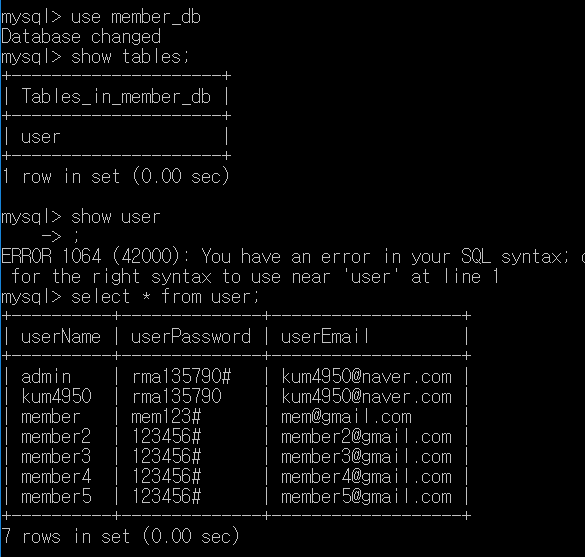 mysql> use member_db
Database changed
mysql> show tables;
+---------------------+
| Tables_in_member_db |
+---------------------+
| user                |
+---------------------+
1 row in set (0.00 sec)

mysql> show user
    -> ;
ERROR 1064 (42000): You have an error in your SQL syntax;
 for the right syntax to use near 'user' at line 1
mysql> select * from user;
+----------+--------------+-------------------+
| userName | userPassword | userEmail         |
+----------+--------------+-------------------+
| admin    | rma135790#   | kum4950@naver.com |
| kum4950  | rma135790    | kum4950@naver.com |
| member   | mem123#      | mem@gmail.com     |
| member2  | 123456#      | member2@gmail.com |
| member3  | 123456#      | member3@gmail.com |
| member4  | 123456#      | member4@gmail.com |
| member5  | 123456#      | member5@gmail.com |
+----------+--------------+-------------------+
7 rows in set (0.00 sec)